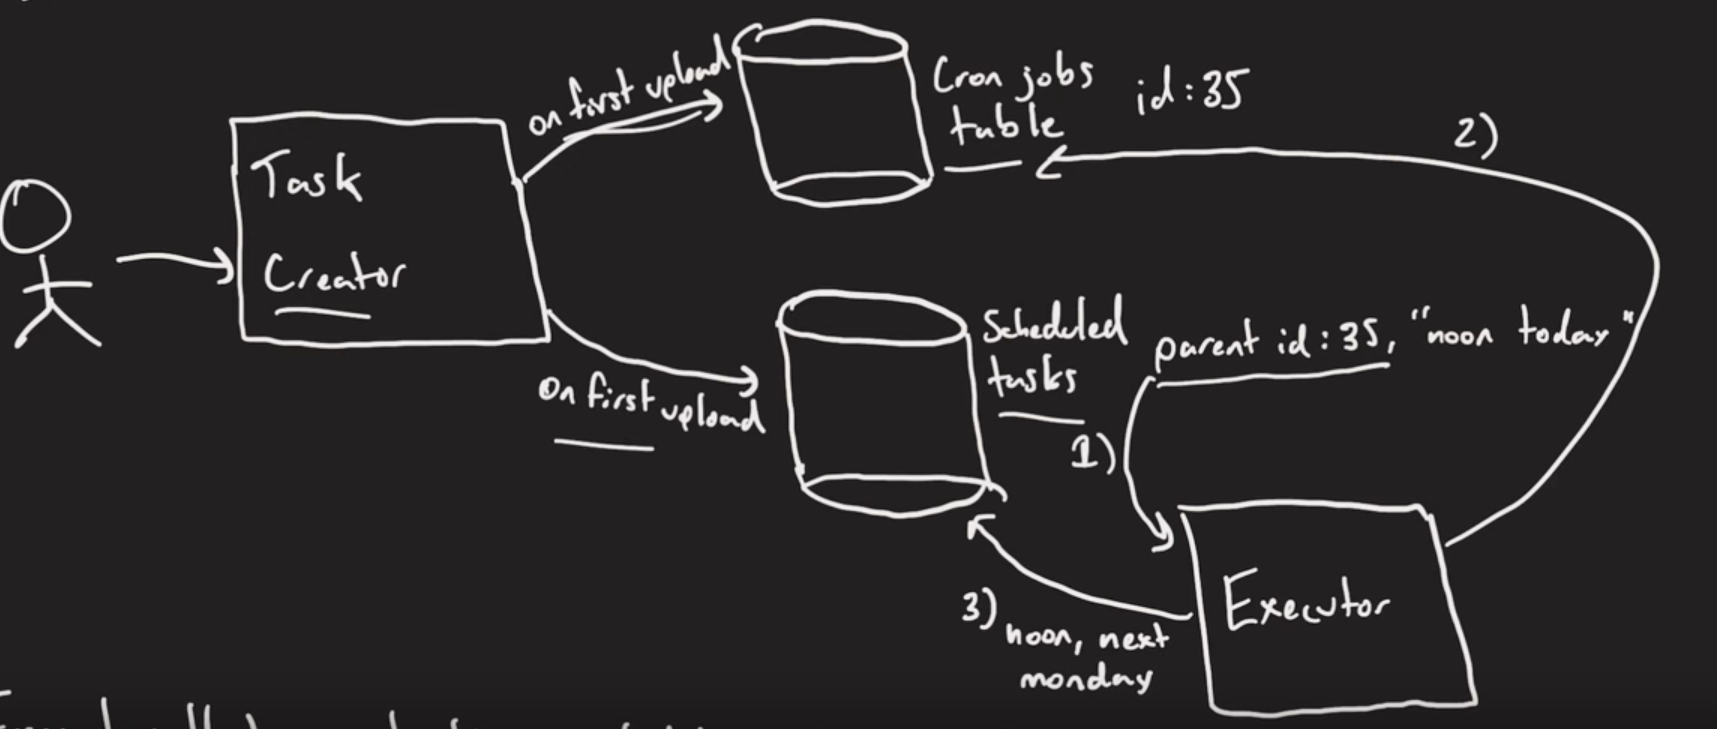 on first upload
Cron jobs
table
id:35
2)
Task
Creator
Scheduled
tasks
parent id:35, "noon today"
on first upload
1)
Executor
3)
noon, next
monday